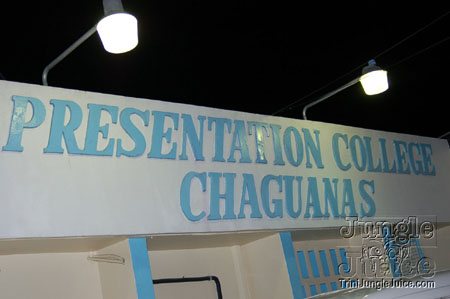 PRESENTATION COLLEGE
CHAGUANAS
Jungle
Juice
TriniJungleJuice.com